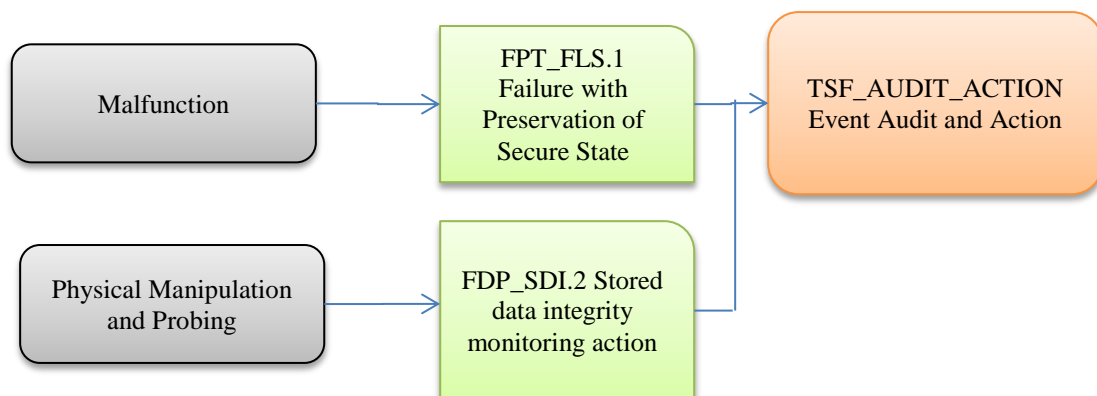 Malfunction
FPT_FLS.1
Failure with
Preservation of
Secure State
TSF_AUDIT_ACTION
Event Audit and Action
Physical Manipulation
and Probing
FDP_SDI.2 Stored
data integrity
monitoring action